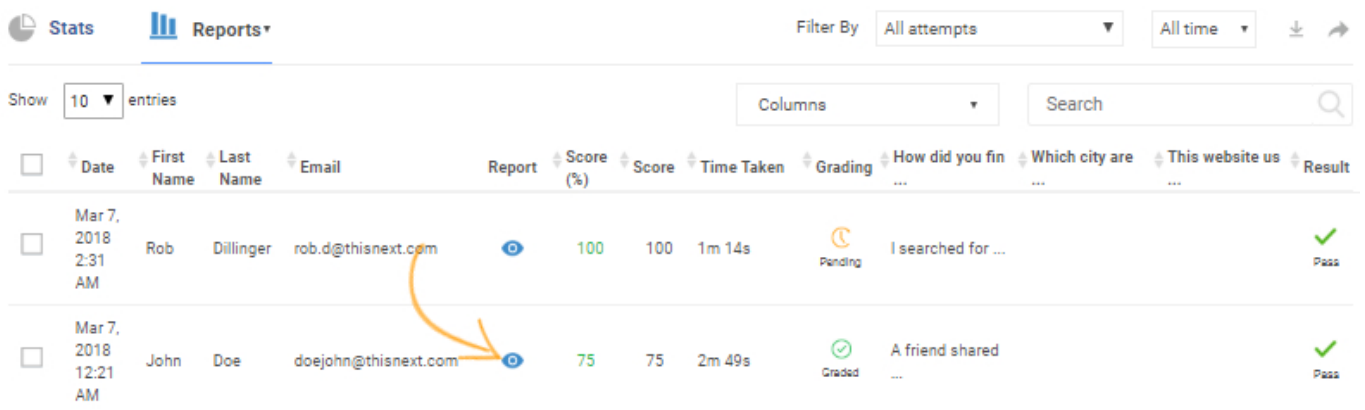 Stats Reports Filter By All attempts All time
Show 10 entries Columns Search
Date First Name Last Name Email Report Score (%) Score Time Taken Grading How did you fin ... Which city are ... This website us ... Result
Mar 7, 2018 2:31 AM Rob Dillinger rob.d@thisnext.com 100 100 1m 14s Pending I searched for ... Pass
Mar 7, 2018 12:21 AM John Doe doejohn@thisnext.com 75 75 2m 49s Graded A friend shared ... Pass